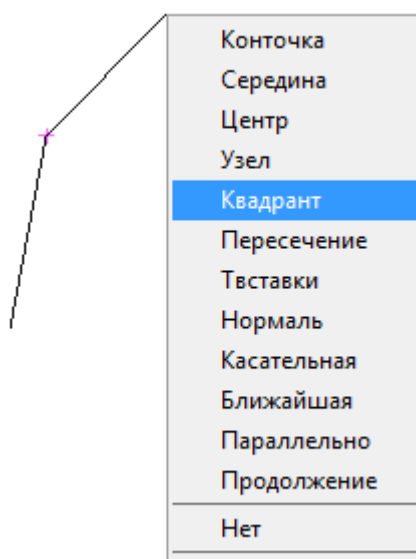 Конточка
Середина
Центр
Узел
Квадрант
Пересечение
Твставки
Нормаль
Касательная
Ближайшая
Параллельно
Продолжение
Нет